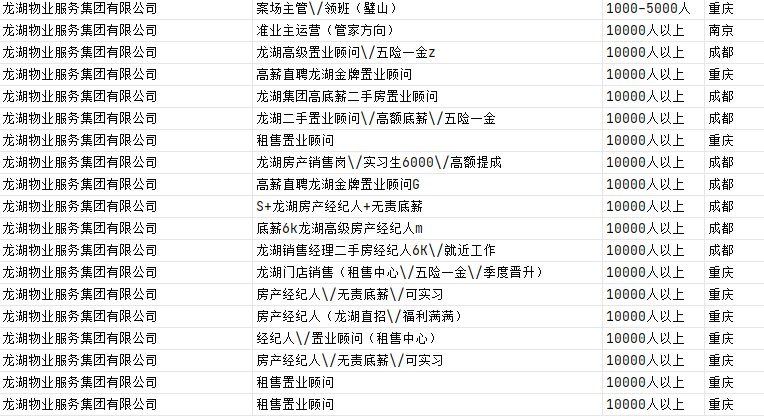 龙湖物业服务集团有限公司 案场主管\/领班（璧山） 1000-5000人 重庆
龙湖物业服务集团有限公司 准业主运营（管家方向） 10000人以上 南京
龙湖物业服务集团有限公司 龙湖高级置业顾问\/五险一金z 10000人以上 成都
龙湖物业服务集团有限公司 高薪直聘龙湖金牌置业顾问 10000人以上 重庆
龙湖物业服务集团有限公司 龙湖集团高底薪二手房置业顾问 10000人以上 成都
龙湖物业服务集团有限公司 龙湖二手置业顾问\/高额底薪\/五险一金 10000人以上 成都
龙湖物业服务集团有限公司 租售置业顾问 10000人以上 重庆
龙湖物业服务集团有限公司 龙湖房产销售岗\/实习生6000\/高额提成 10000人以上 成都
龙湖物业服务集团有限公司 高薪直聘龙湖金牌置业顾问G 10000人以上 成都
龙湖物业服务集团有限公司 S+龙湖房产经纪人+无责底薪 10000人以上 成都
龙湖物业服务集团有限公司 底薪6k龙湖高级房产经纪人m 10000人以上 成都
龙湖物业服务集团有限公司 龙湖销售经理二手房经纪人6K\/就近工作 10000人以上 成都
龙湖物业服务集团有限公司 龙湖门店销售（租售中心\/五险一金\/季度晋升） 10000人以上 重庆
龙湖物业服务集团有限公司 房产经纪人\/无责底薪\/可实习 10000人以上 重庆
龙湖物业服务集团有限公司 房产经纪人（龙湖直招\/福利满满） 10000人以上 重庆
龙湖物业服务集团有限公司 经纪人\/置业顾问（租售中心） 10000人以上 重庆
龙湖物业服务集团有限公司 房产经纪人\/无责底薪\/可实习 10000人以上 重庆
龙湖物业服务集团有限公司 租售置业顾问 10000人以上 重庆
龙湖物业服务集团有限公司 租售置业顾问 10000人以上 重庆